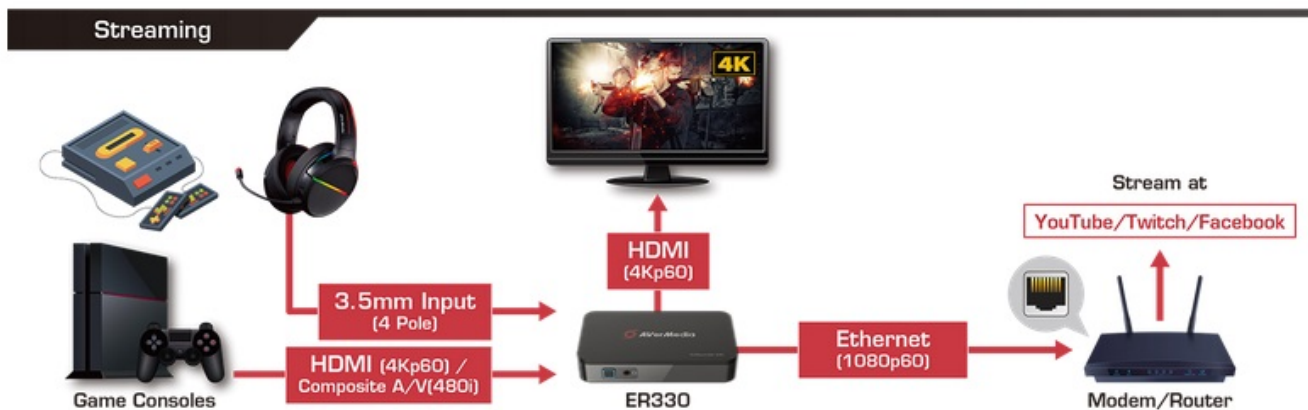 Streaming
4K
Stream at
YouTube/Twitch/Facebook
HDMI
(4Kp60)
3.5mm Input
(4 Pole)
AVerMedia
Ethernet
(1080p60)
HDMI (4Kp60) /
Composite A/V(480i)
Game Consoles
ER330
Modem/Router